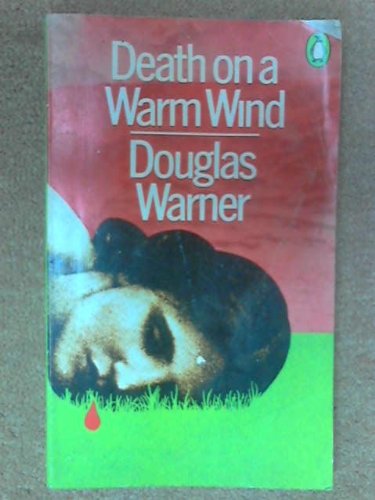 Death on a
Warm Wind
Douglas
Warner